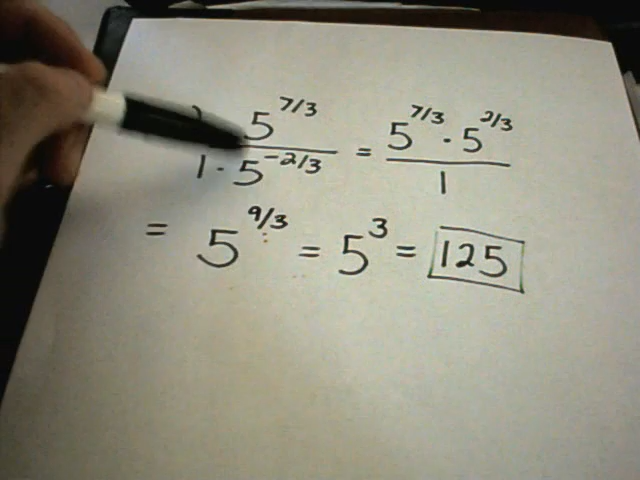 5^{7/3} / 1 · 5^{-2/3} = 5^{7/3} · 5^{2/3} / 1
= 5^{9/3} = 5^3 = 125